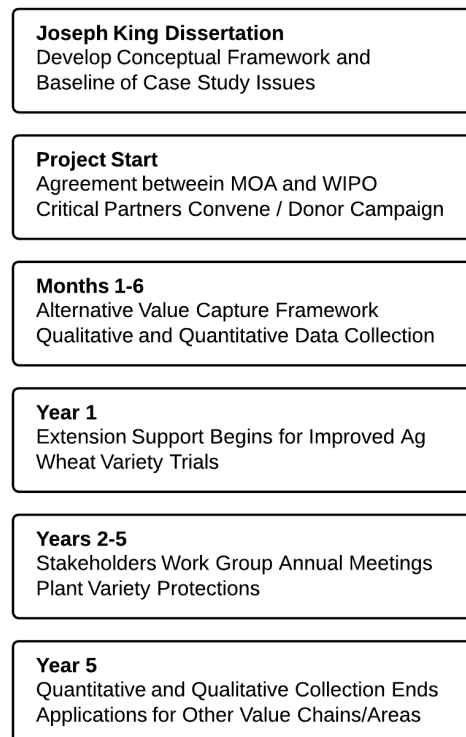 Joseph King Dissertation
Develop Conceptual Framework and
Baseline of Case Study Issues
Project Start
Agreement betweein MOA and WIPO
Critical Partners Convene / Donor Campaign
Months 1-6
Alternative Value Capture Framework
Qualitative and Quantitative Data Collection
Year 1
Extension Support Begins for Improved Ag
Wheat Variety Trials
Years 2-5
Stakeholders Work Group Annual Meetings
Plant Variety Protections
Year 5
Quantitative and Qualitative Collection Ends
Applications for Other Value Chains/Areas